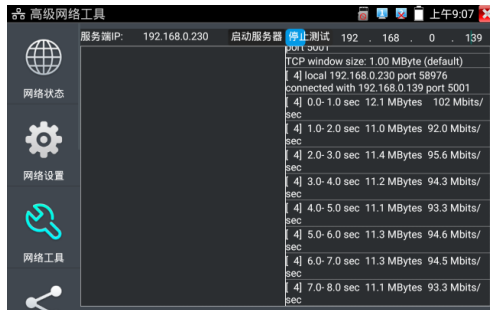 高级网络工具
上午9:07
服务端IP: 192.168.0.230 启动服务器 停止测试 192 . 168 . 0 . 139
网络状态
网络设置
网络工具
port 5001
TCP window size: 1.00 MByte (default)
[ 4] local 192.168.0.230 port 58976
connected with 192.168.0.139 port 5001
[ 4] 0.0- 1.0 sec 12.1 MBytes 102 Mbits/
sec
[ 4] 1.0- 2.0 sec 11.0 MBytes 92.0 Mbits/
sec
[ 4] 2.0- 3.0 sec 11.4 MBytes 95.6 Mbits/
sec
[ 4] 3.0- 4.0 sec 11.2 MBytes 94.3 Mbits/
sec
[ 4] 4.0- 5.0 sec 11.1 MBytes 93.3 Mbits/
sec
[ 4] 5.0- 6.0 sec 11.3 MBytes 94.6 Mbits/
sec
[ 4] 6.0- 7.0 sec 11.3 MBytes 94.5 Mbits/
sec
[ 4] 7.0- 8.0 sec 11.1 MBytes 93.3 Mbits/
sec